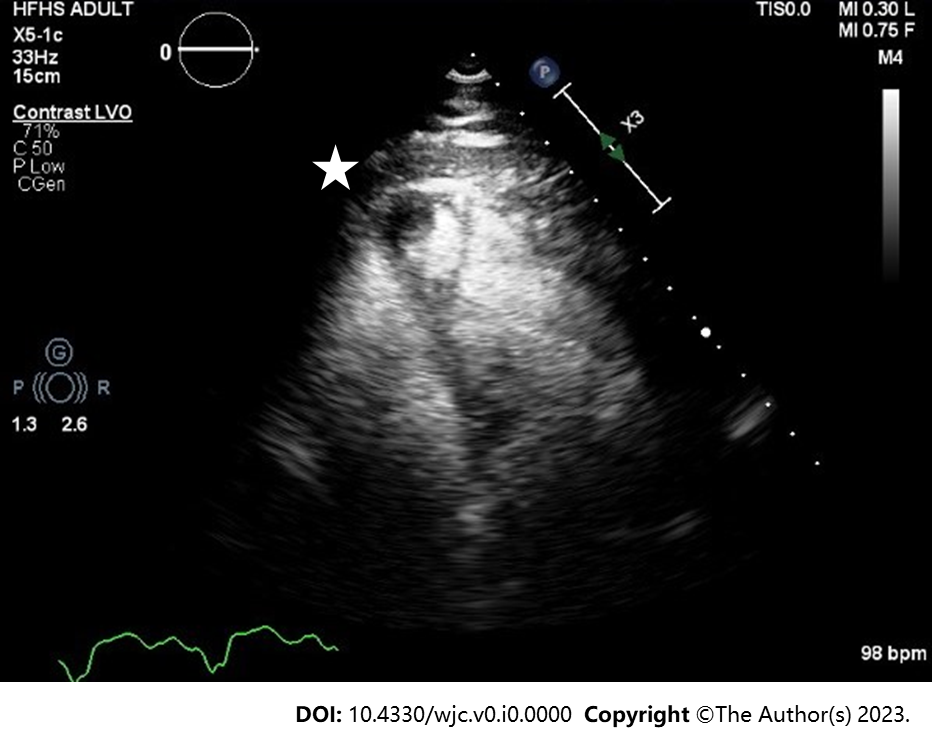 HFHS ADULT
X5-1c
33Hz
15cm
0
Contrast LVO
71%
C 50
P Low
CGen
P
X3
TIS0.0 MI 0.30 L
MI 0.75 F
M4
G
P R
1.3 2.6
98 bpm
DOI: 10.4330/wjc.v0.i0.0000 Copyright ©The Author(s) 2023.